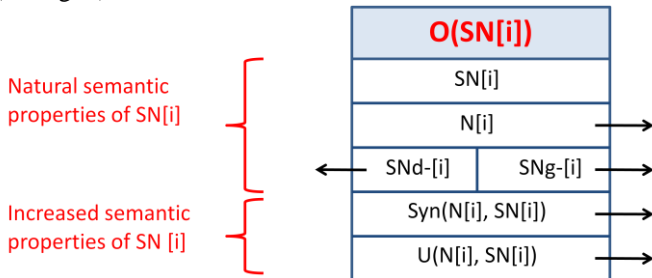 O(SN[i])
Natural semantic
properties of SN[i]
SN[i]
N[i]
SNd-[i] SNg-[i]
Increased semantic
properties of SN [i]
Syn(N[i], SN[i])
U(N[i], SN[i])